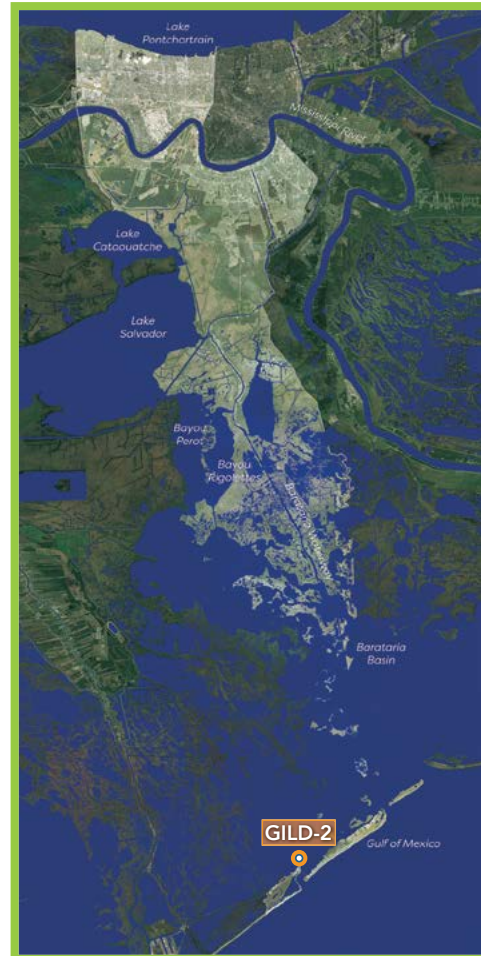 Lake
Pontchartrain
Mississippi River
Lake
Cataouatche
Lake
Salvador
Bayou
Perot
Bayou
Rigolettes
Barataria Waterway
Barataria
Basin
GILD-2
Gulf of Mexico